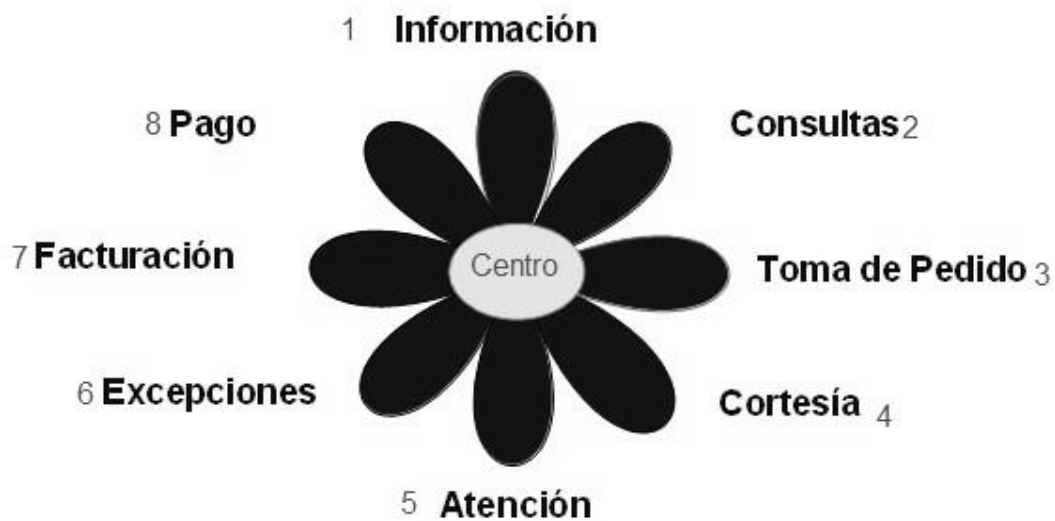 1 Información
8 Pago
Consultas 2
7 Facturación
Centro
Toma de Pedido 3
6 Excepciones
Cortesía 4
5 Atención